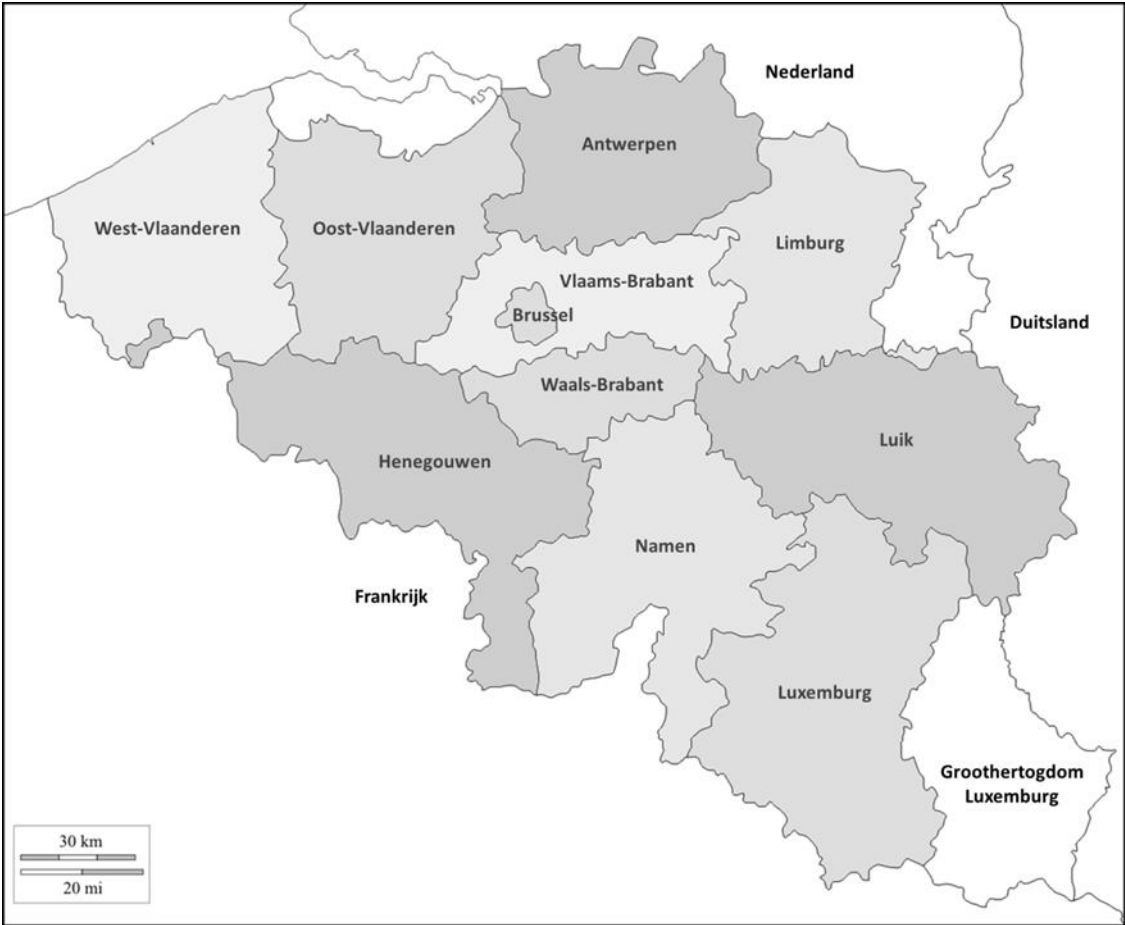 Nederland
Antwerpen
West-Vlaanderen
Oost-Vlaanderen
Limburg
Vlaams-Brabant
Brussel
Duitsland
Waals-Brabant
Luik
Henegouwen
Namen
Frankrijk
Luxemburg
Groothertogdom
Luxemburg
30 km
20 mi